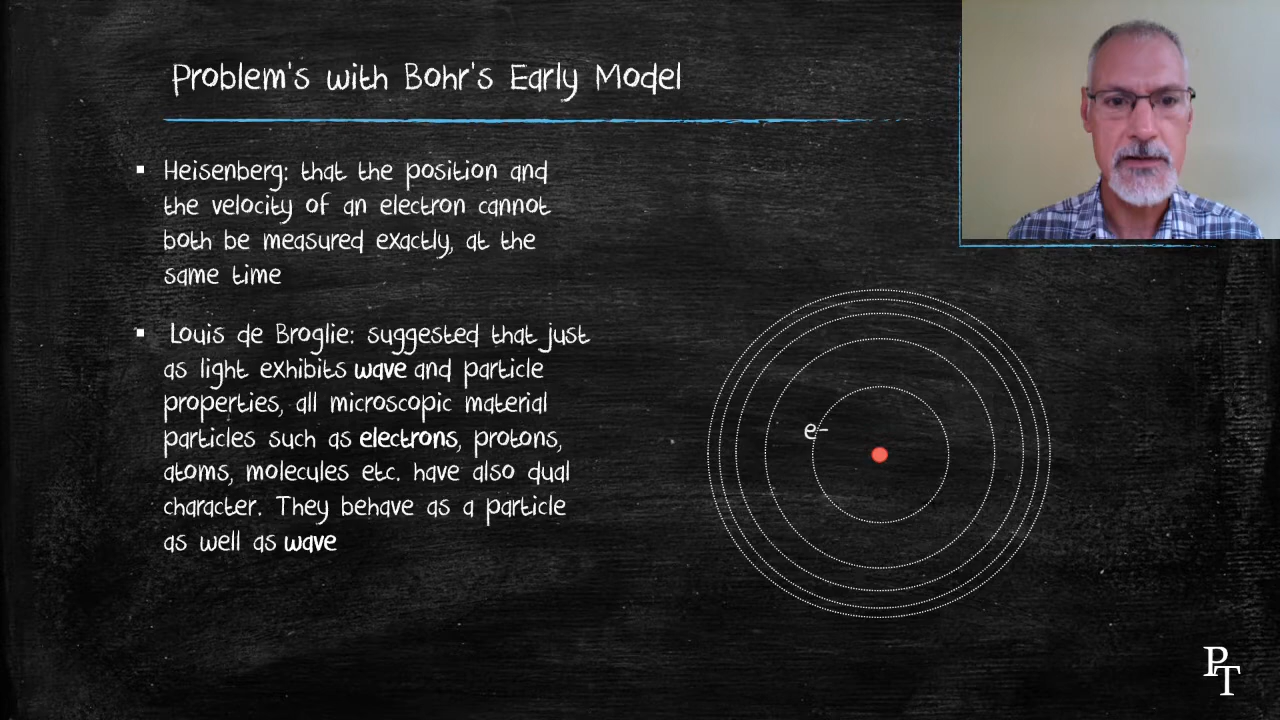 Problem's with Bohr's Early Model
▪ Heisenberg: that the position and
the velocity of an electron cannot
both be measured exactly, at the
same time
▪ Louis de Broglie: suggested that just
as light exhibits wave and particle
properties, all microscopic material
particles such as electrons, protons,
atoms, molecules etc. have also dual
character. They behave as a particle
as well as wave
e-
PT